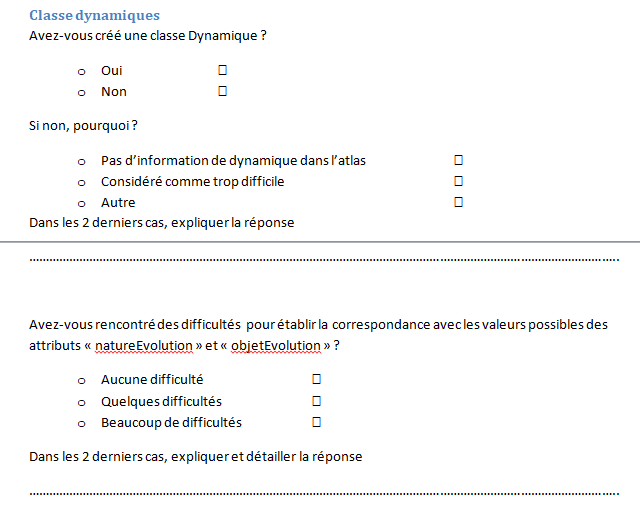 Classe dynamiques
Avez-vous créé une classe Dynamique ?
o Oui □
o Non □
Si non, pourquoi ?
o Pas d'information de dynamique dans l'atlas □
o Considéré comme trop difficile □
o Autre □
Dans les 2 derniers cas, expliquer la réponse
................................................................................
Avez-vous rencontré des difficultés pour établir la correspondance avec les valeurs possibles des
attributs « natureEvolution » et « objetEvolution » ?
o Aucune difficulté □
o Quelques difficultés □
o Beaucoup de difficultés □
Dans les 2 derniers cas, expliquer et détailler la réponse
................................................................................